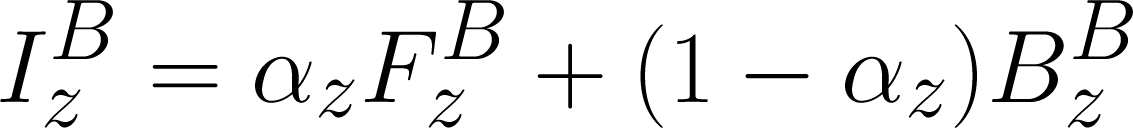 I_z^B = α_z F_z^B + (1 − α_z) B_z^B